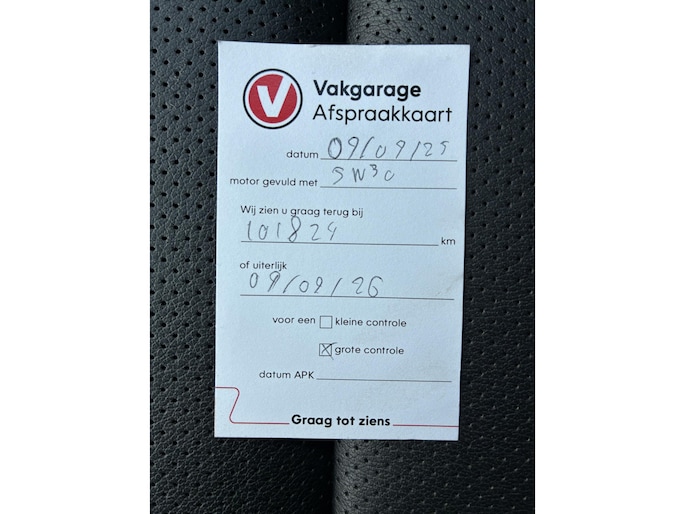 V
Vakgarage
Afspraakkaart
datum 09/09/25
motor gevuld met 5W30
Wij zien u graag terug bij
101824 km
of uiterlijk
09/09/26
voor een kleine controle
grote controle
datum APK
Graag tot ziens